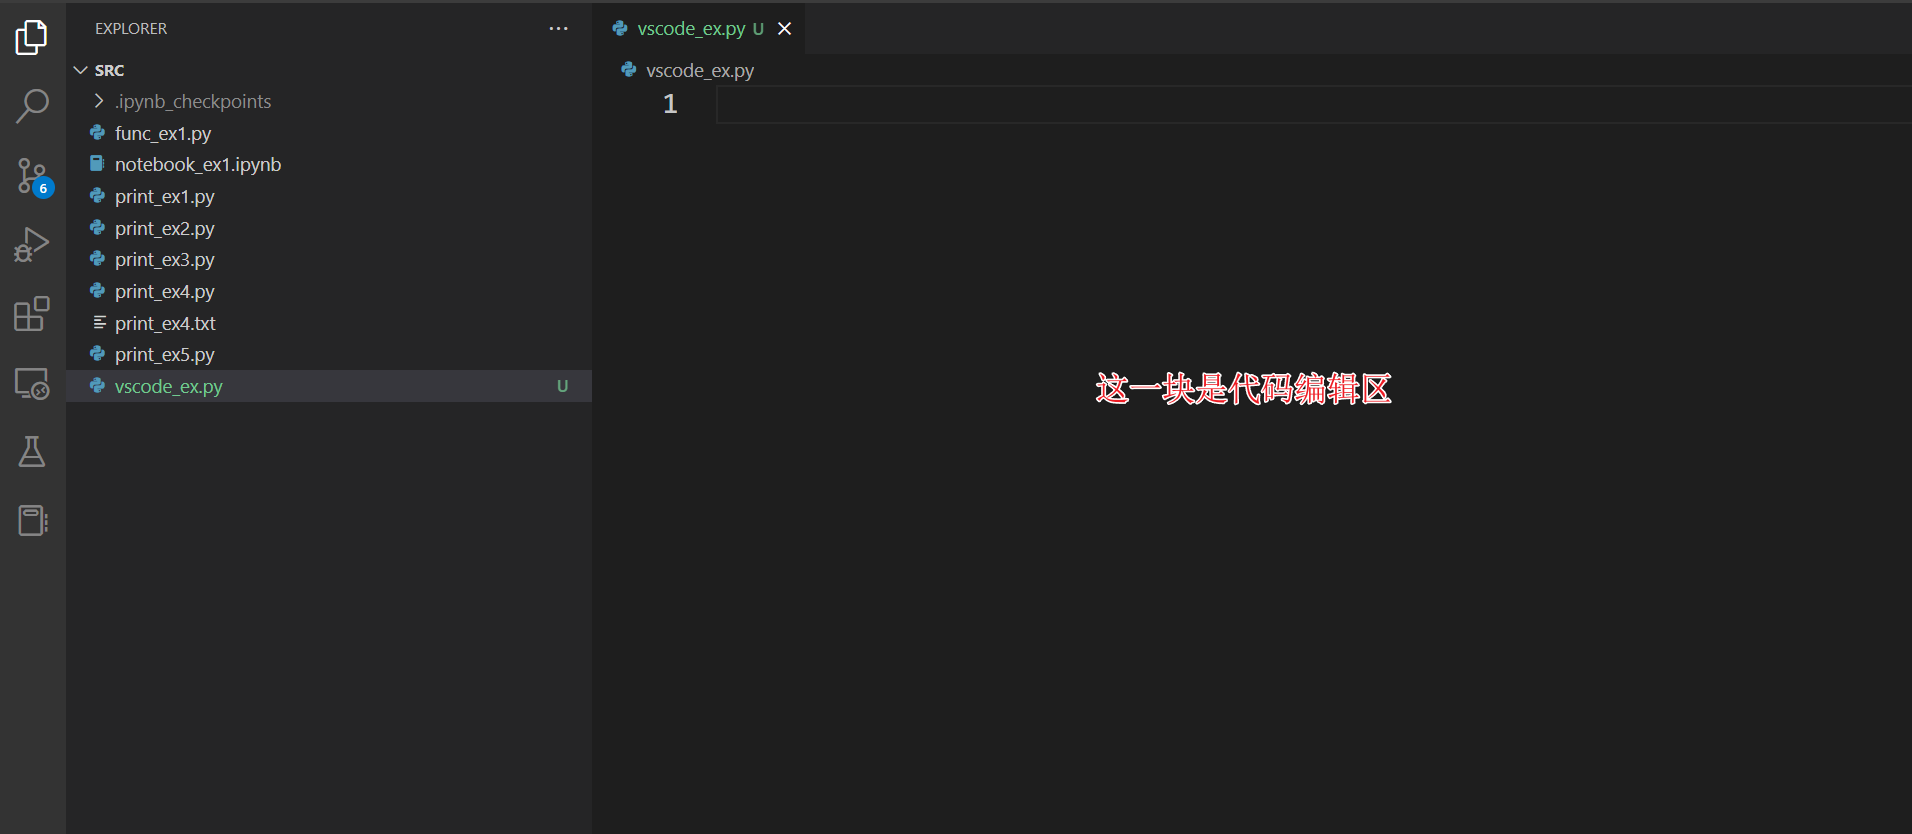 EXPLORER
SRC
.ipynb_checkpoints
func_ex1.py
notebook_ex1.ipynb
6
print_ex1.py
print_ex2.py
print_ex3.py
print_ex4.py
print_ex4.txt
print_ex5.py
vscode_ex.py U
vscode_ex.py U
vscode_ex.py
1
这一块是代码编辑区